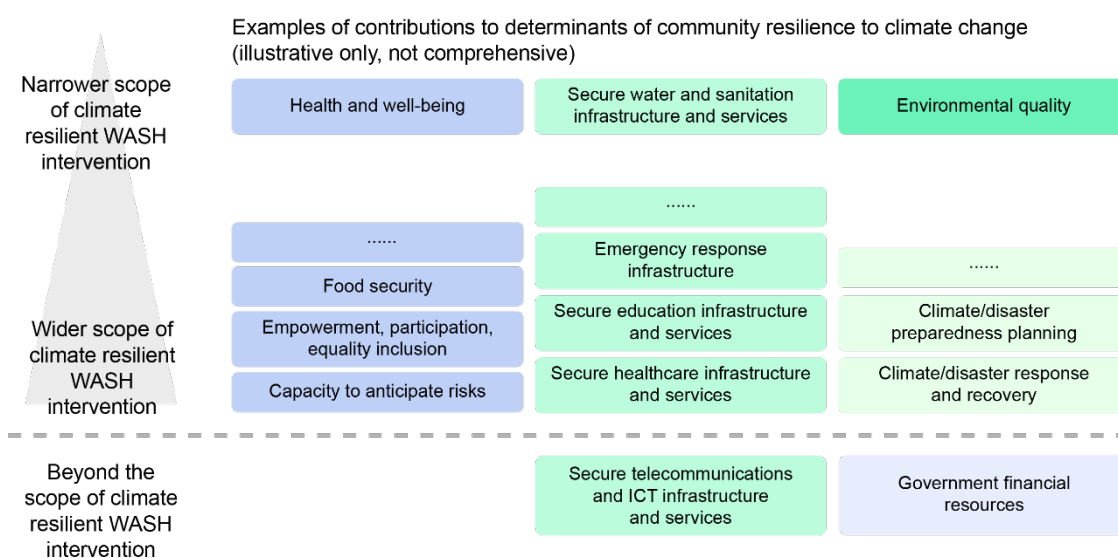 Examples of contributions to determinants of community resilience to climate change
(illustrative only, not comprehensive)
Narrower scope
of climate
resilient WASH
intervention
Health and well-being
Secure water and sanitation
infrastructure and services
Environmental quality
......
Food security
Empowerment, participation,
equality inclusion
Capacity to anticipate risks
......
Emergency response
infrastructure
Secure education infrastructure
and services
Secure healthcare infrastructure
and services
......
Climate/disaster
preparedness planning
Climate/disaster response
and recovery
Wider scope of
climate resilient
WASH
intervention
Beyond the
scope of climate
resilient WASH
intervention
Secure telecommunications
and ICT infrastructure
and services
Government financial
resources